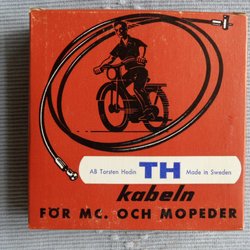 AB Torsten Hedin TH Made in Sweden
kabeln
FÖR MC. OCH MOPEDER